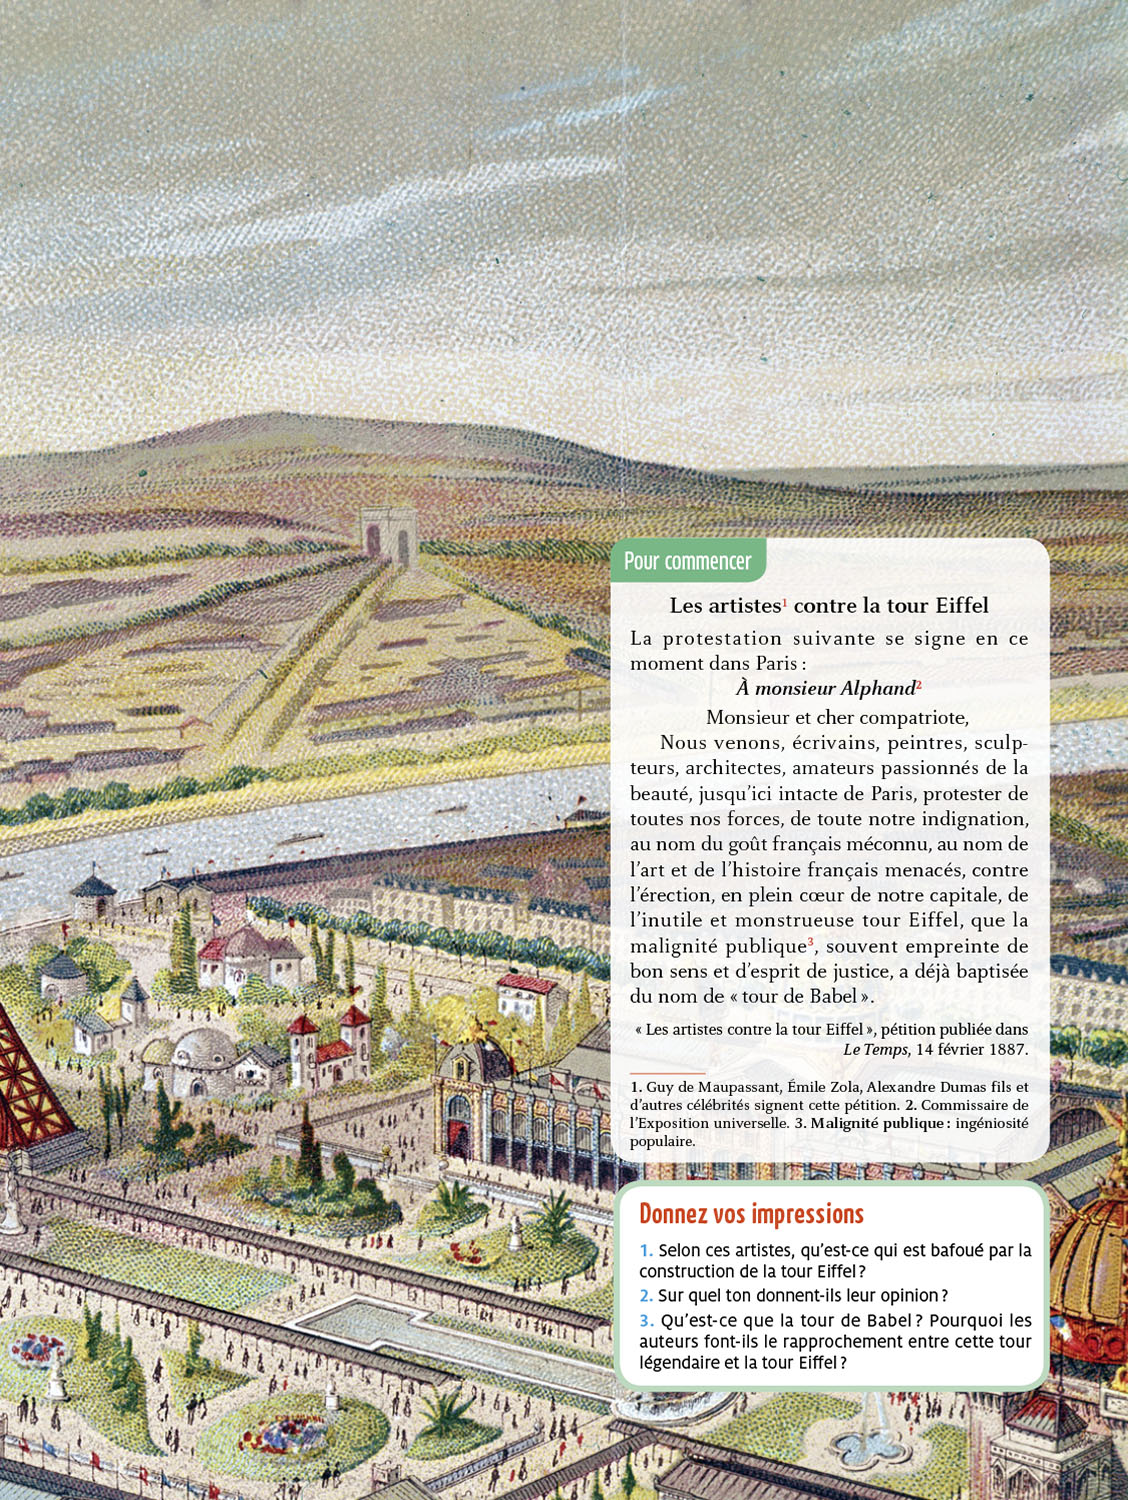 Pour commencer
Les artistes¹ contre la tour Eiffel
La protestation suivante se signe en ce
moment dans Paris :
À monsieur Alphand²
Monsieur et cher compatriote,
Nous venons, écrivains, peintres, sculp-
teurs, architectes, amateurs passionnés de la
beauté, jusqu’ici intacte de Paris, protester de
toutes nos forces, de toute notre indignation,
au nom du goût français méconnu, au nom de
l’art et de l’histoire français menacés, contre
l’érection, en plein cœur de notre capitale, de
l’inutile et monstrueuse tour Eiffel, que la
malignité publique³, souvent empreinte de
bon sens et d’esprit de justice, a déjà baptisée
du nom de « tour de Babel ».
« Les artistes contre la tour Eiffel », pétition publiée dans
Le Temps, 14 février 1887.
1. Guy de Maupassant, Émile Zola, Alexandre Dumas fils et
d’autres célébrités signent cette pétition. 2. Commissaire de
l’Exposition universelle. 3. Malignité publique : ingéniosité
populaire.
Donnez vos impressions
1. Selon ces artistes, qu’est-ce qui est bafoué par la
construction de la tour Eiffel ?
2. Sur quel ton donnent-ils leur opinion ?
3. Qu’est-ce que la tour de Babel ? Pourquoi les
auteurs font-ils le rapprochement entre cette tour
légendaire et la tour Eiffel ?